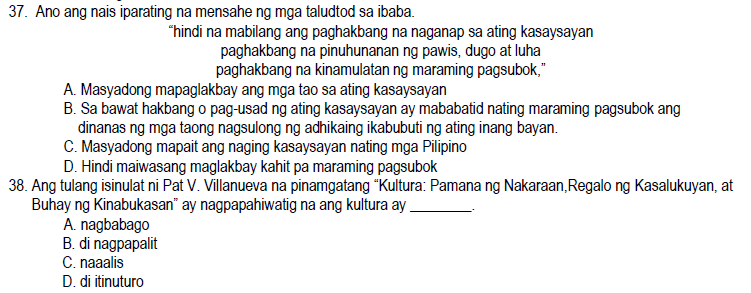 37. Ano ang nais iparating na mensahe ng mga taludtod sa ibaba.
“hindi na mabilang ang paghakbang na naganap sa ating kasaysayan
paghakbang na pinuhunanan ng pawis, dugo at luha
paghakbang na kinamulatan ng maraming pagsubok,”
A. Masyadong mapaglakbay ang mga tao sa ating kasaysayan
B. Sa bawat hakbang o pag-usad ng ating kasaysayan ay mababatid nating maraming pagsubok ang
dinanas ng mga taong nagsulong ng adhikaing ikabubuti ng ating inang bayan.
C. Masyadong mapait ang naging kasaysayan nating mga Pilipino
D. Hindi maiwasang maglakbay kahit pa maraming pagsubok
38. Ang tulang isinulat ni Pat V. Villanueva na pinamgatang “Kultura: Pamana ng Nakaraan,Regalo ng Kasalukuyan, at
Buhay ng Kinabukasan” ay nagpapahiwatig na ang kultura ay _________.
A. nagbabago
B. di nagpapalit
C. naaalis
D. di itinuturo